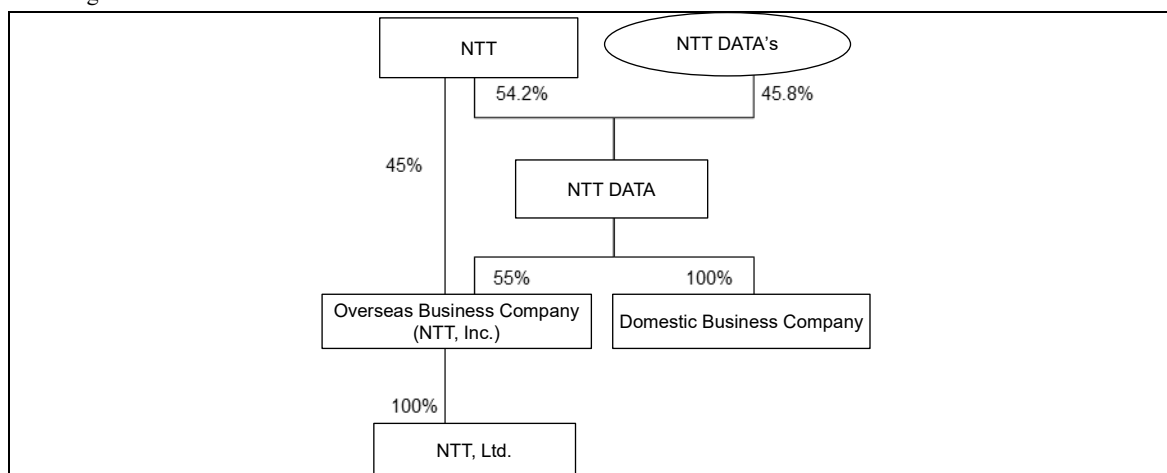 NTT
NTT DATA's
54.2%
45.8%
45%
NTT DATA
55%
100%
Overseas Business Company
(NTT, Inc.)
Domestic Business Company
100%
NTT, Ltd.